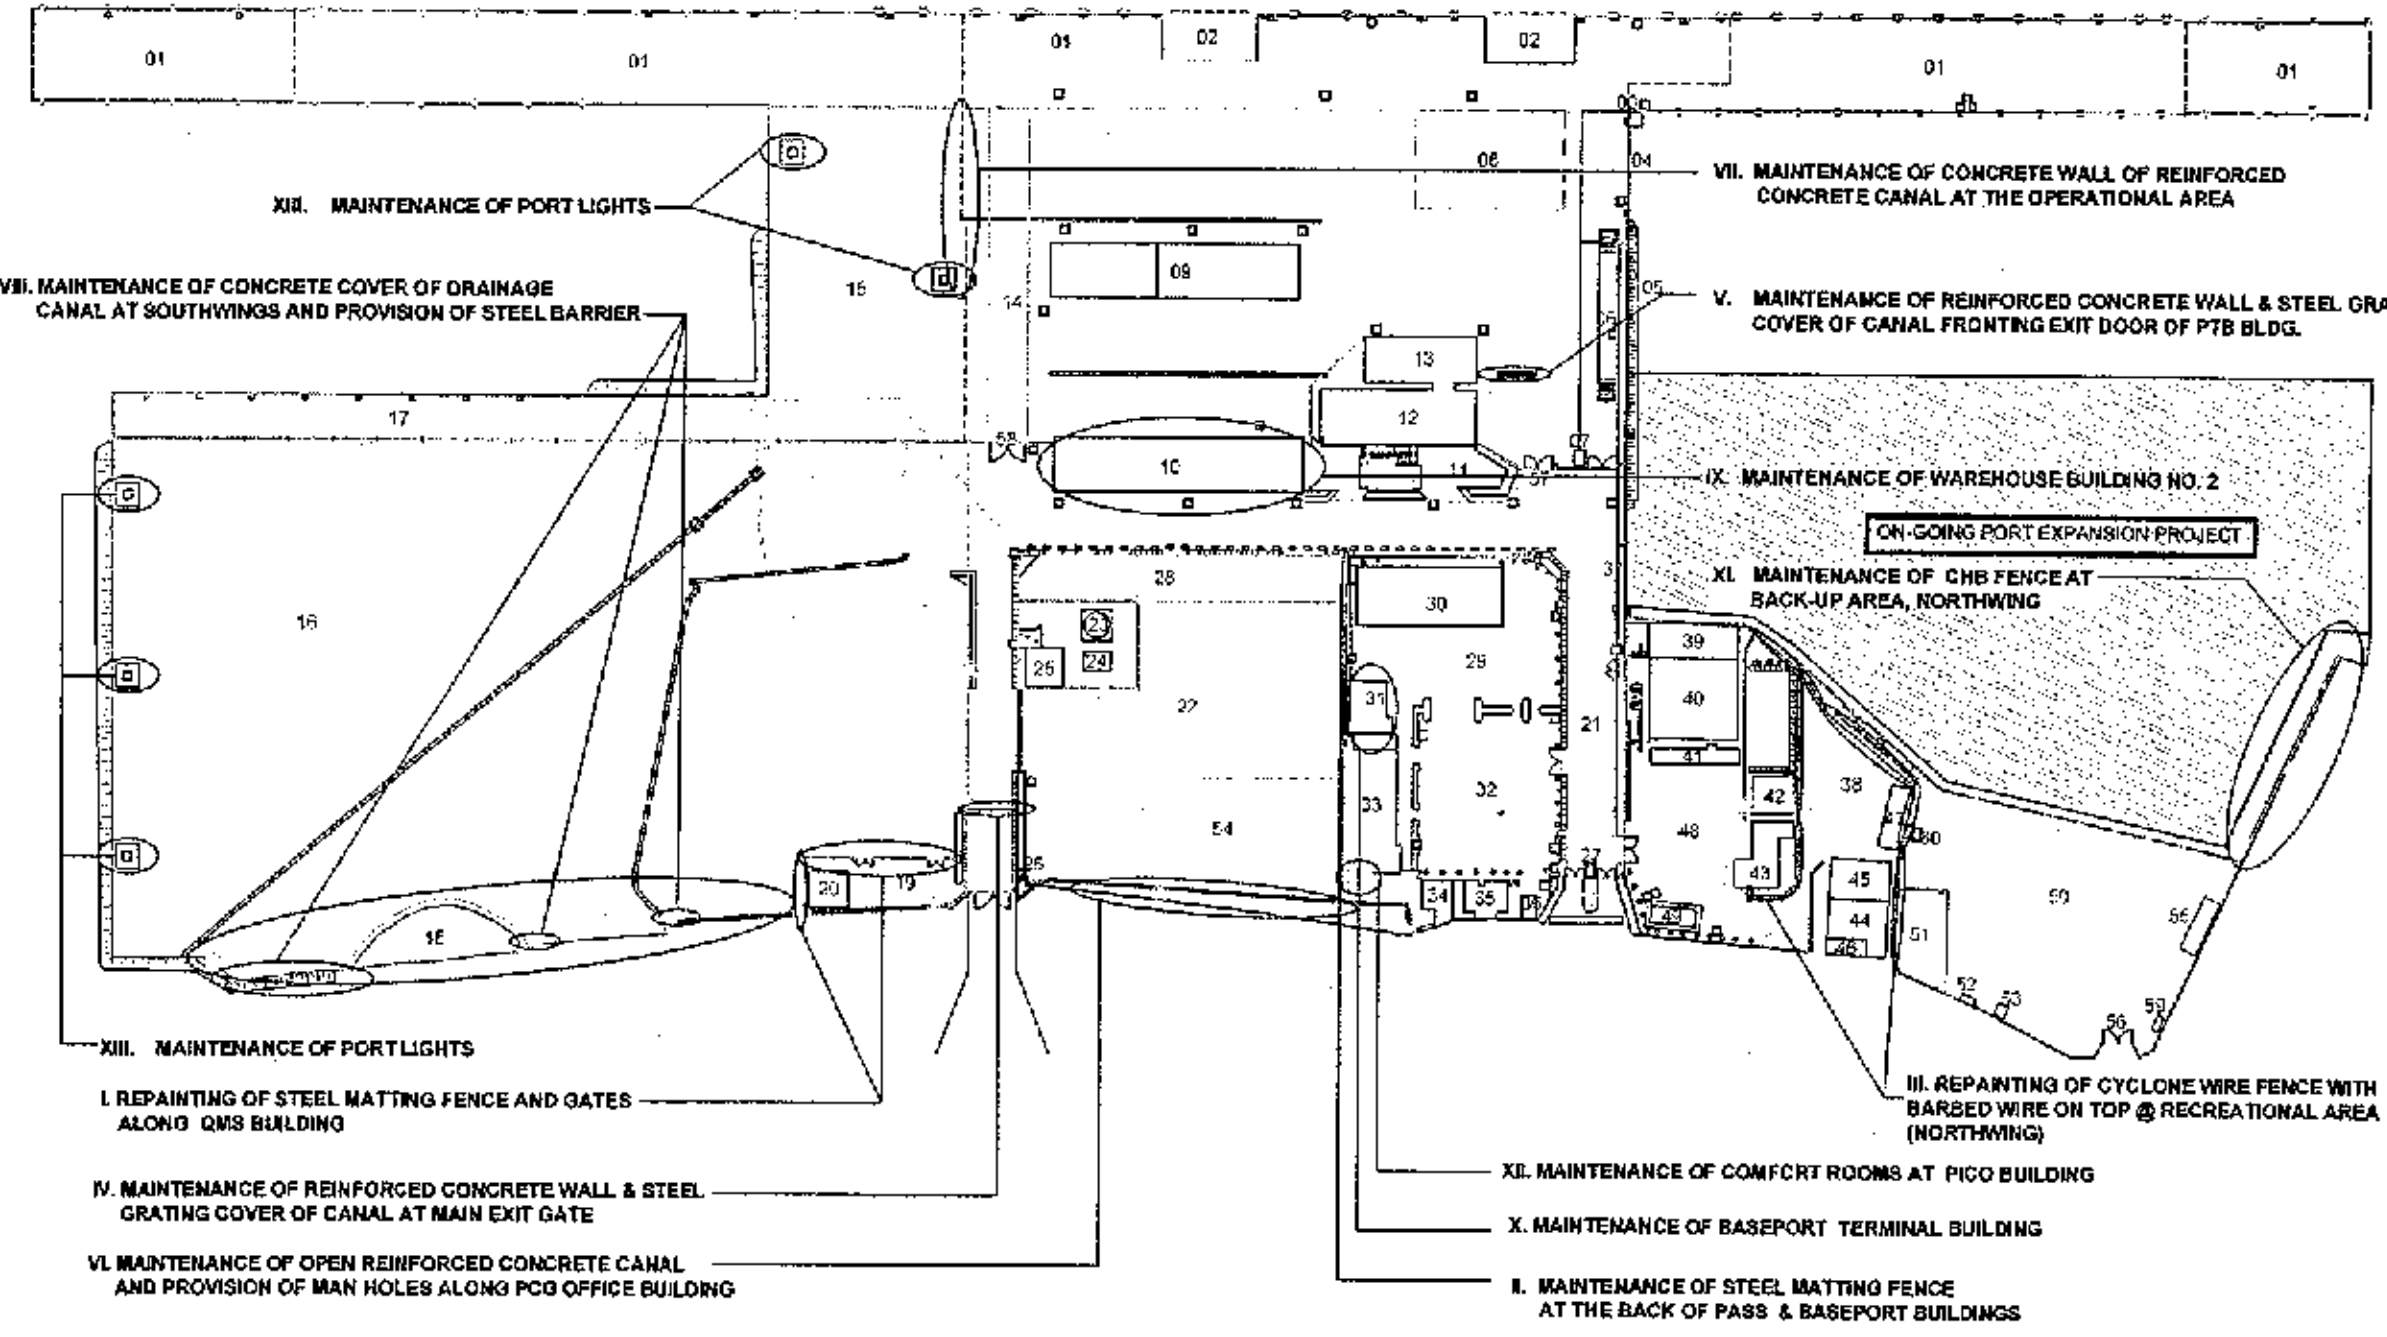 01
01
01
02
02
01
01
04
XIII. MAINTENANCE OF PORT LIGHTS
VII. MAINTENANCE OF CONCRETE WALL OF REINFORCED
CONCRETE CANAL AT THE OPERATIONAL AREA
VIII. MAINTENANCE OF CONCRETE COVER OF DRAINAGE
CANAL AT SOUTHWINGS AND PROVISION OF STEEL BARRIER
15
14
09
05
V. MAINTENANCE OF REINFORCED CONCRETE WALL & STEEL GRA
COVER OF CANAL FRONTING EXIT DOOR OF PTB BLDG.
13
17
12
10
11
IX. MAINTENANCE OF WAREHOUSE BUILDING NO. 2
ON-GOING PORT EXPANSION PROJECT
28
XI. MAINTENANCE OF CHB FENCE AT
BACK-UP AREA, NORTHWING
30
16
23
24
29
39
31
40
21
41
38
42
33
32
54
48
27
60
43
45
20
19
34
35
44
50
51
52
53
59
56
XIII. MAINTENANCE OF PORT LIGHTS
I. REPAINTING OF STEEL MATTING FENCE AND GATES
ALONG QMS BUILDING
III. REPAINTING OF CYCLONE WIRE FENCE WITH
BARBED WIRE ON TOP @ RECREATIONAL AREA
(NORTHWING)
IV. MAINTENANCE OF REINFORCED CONCRETE WALL & STEEL
GRATING COVER OF CANAL AT MAIN EXIT GATE
XII. MAINTENANCE OF COMFORT ROOMS AT PICO BUILDING
X. MAINTENANCE OF BASEPORT TERMINAL BUILDING
VI. MAINTENANCE OF OPEN REINFORCED CONCRETE CANAL
AND PROVISION OF MAN HOLES ALONG PCG OFFICE BUILDING
II. MAINTENANCE OF STEEL MATTING FENCE
AT THE BACK OF PASS & BASEPORT BUILDINGS